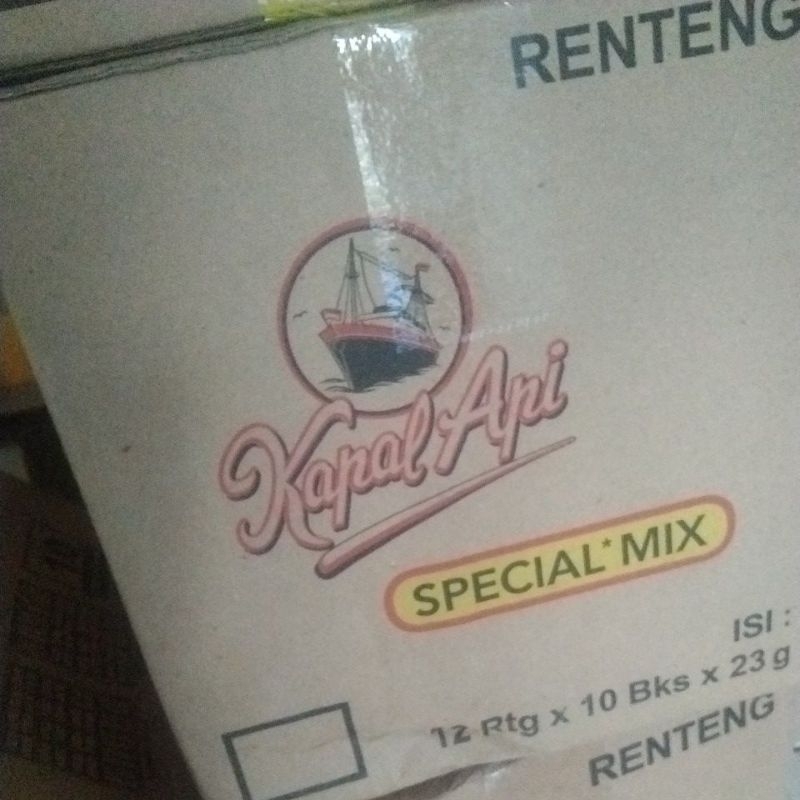 RENTENG
Kapal Api
SPECIAL* MIX
ISI :
12 Rtg x 10 Bks x 23 g
RENTENG